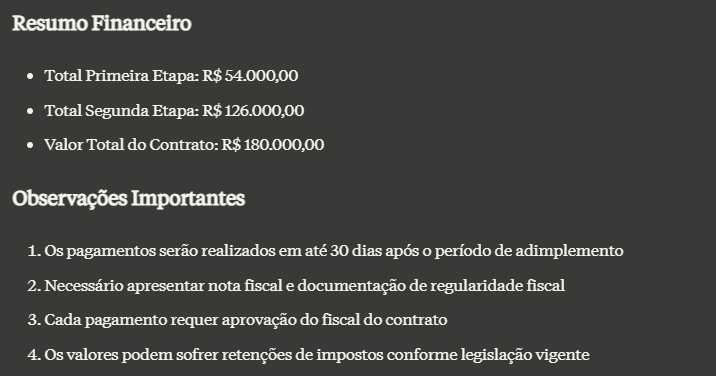 Resumo Financeiro
• Total Primeira Etapa: R$ 54.000,00
• Total Segunda Etapa: R$ 126.000,00
• Valor Total do Contrato: R$ 180.000,00
Observações Importantes
1. Os pagamentos serão realizados em até 30 dias após o período de adimplemento
2. Necessário apresentar nota fiscal e documentação de regularidade fiscal
3. Cada pagamento requer aprovação do fiscal do contrato
4. Os valores podem sofrer retenções de impostos conforme legislação vigente